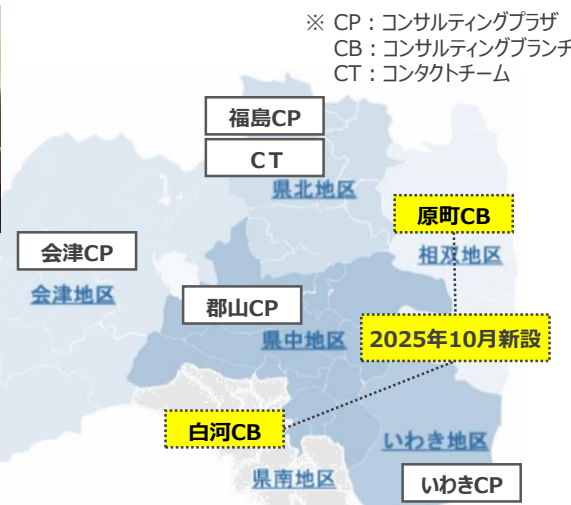 ※ CP：コンサルティングプラザ
CB：コンサルティングブランチ
CT：コンタクトチーム
福島CP
CT
県北地区
原町CB
相双地区
会津CP
会津地区
郡山CP
県中地区
2025年10月新設
白河CB
いわき地区
県南地区
いわきCP